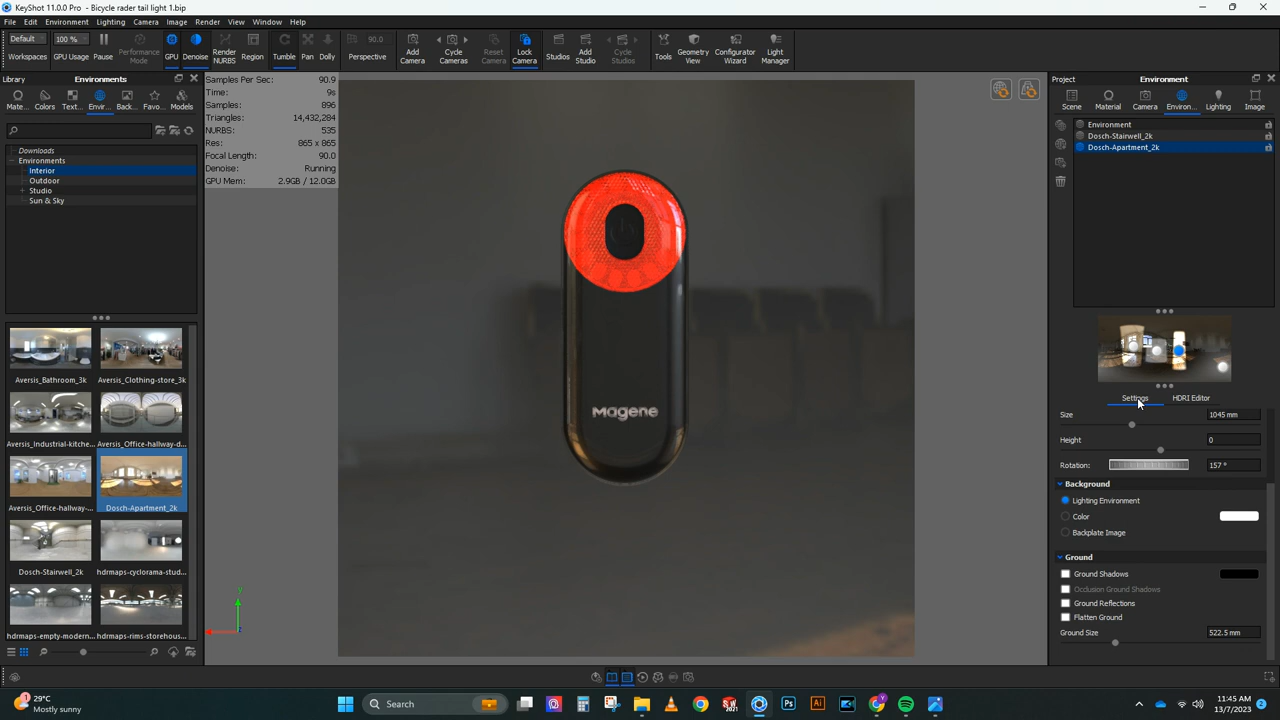 KeyShot 11.0.0 Pro - Bicycle rader tail light 1.bip
File Edit Environment Lighting Camera Image Render View Window Help
Default 100 % 90.0
Workspaces GPU Usage Pause Performance Mode GPU Denoise Render NURBS Region Tumble Pan Dolly Perspective Add Camera Cycle Cameras Reset Camera Lock Camera Studios Add Studio Cycle Studios Tools Geometry View Configurator Wizard Light Manager
Library Environments
Mate... Colors Text... Envir... Back... Favo... Models
Downloads
Environments
Interior
Outdoor
Studio
Sun & Sky
Aversis_Bathroom_3k Aversis_Clothing-store_3k
Aversis_Industrial-kitche... Aversis_Office-hallway-d...
Aversis_Office-hallway-... Dosch-Apartment_2k
Dosch-Stairwell_2k hdrmaps-cyclorama-stud...
hdrmaps-empty-modern... hdrmaps-rims-storehous...
Samples Per Sec: 90.9
Time: 9s
Samples: 896
Triangles: 14,432,284
NURBS: 535
Res: 865 x 865
Focal Length: 90.0
Denoise: Running
GPU Mem: 2.9GB / 12.0GB
magene
Project Environment
Scene Material Camera Environ... Lighting Image
Environment
Dosch-Stairwell_2k
Dosch-Apartment_2k
Settings HDRI Editor
Size 1045 mm
Height 0
Rotation: 157 °
Background
Lighting Environment
Color
Backplate Image
Ground
Ground Shadows
Occlusion Ground Shadows
Ground Reflections
Flatten Ground
Ground Size 522.5 mm
1
29°C
Mostly sunny
Search
11:45 AM
13/7/2023
2